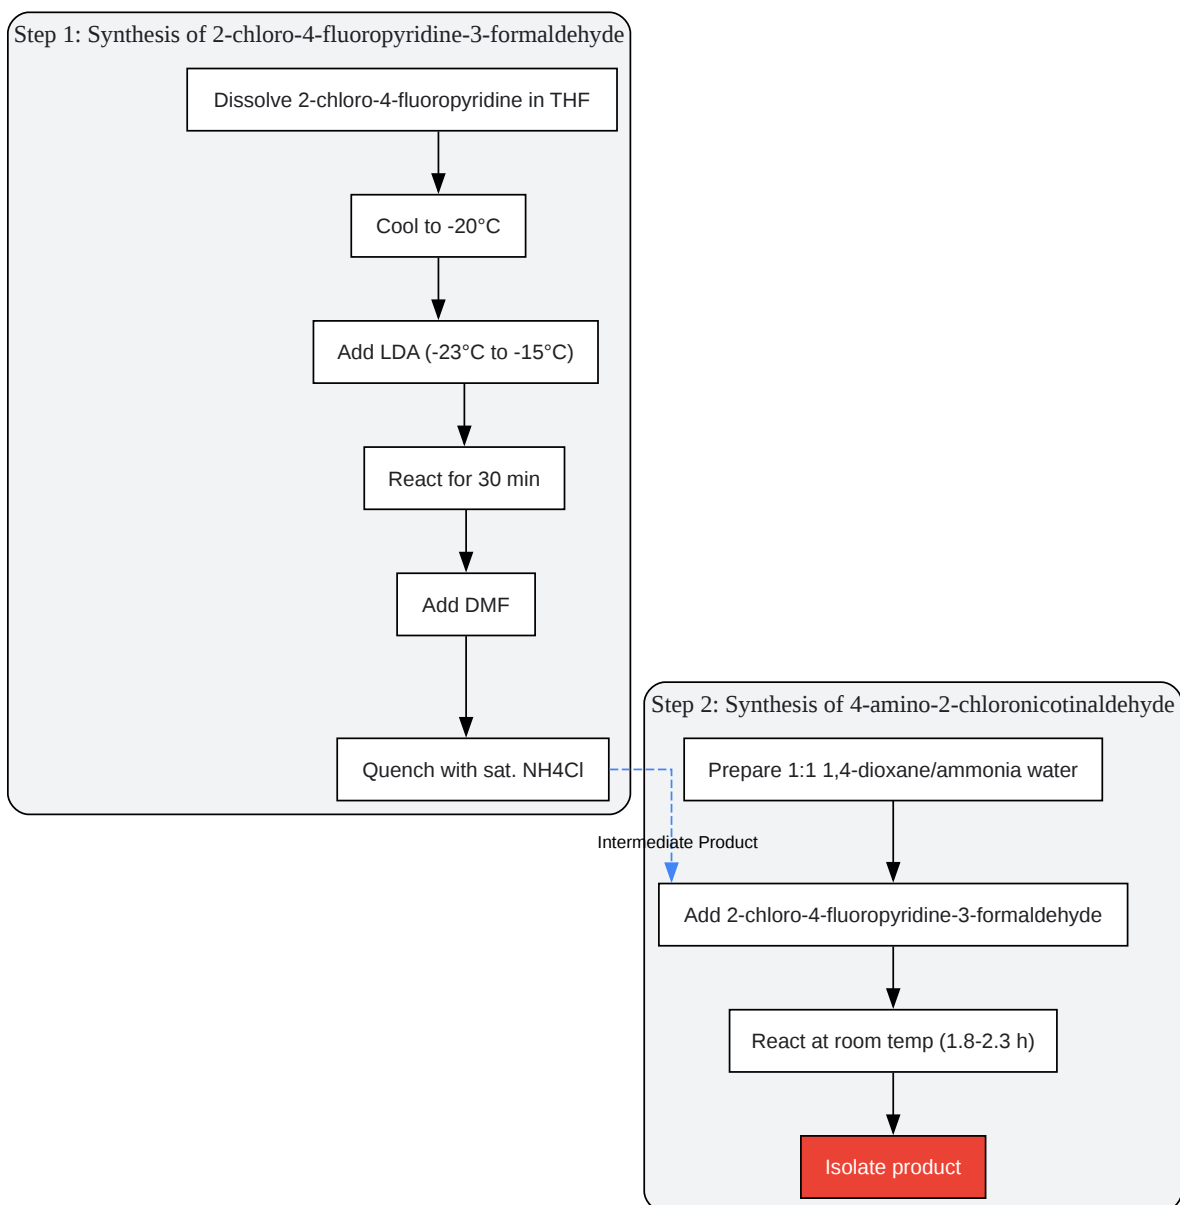 Step 1: Synthesis of 2-chloro-4-fluoropyridine-3-formaldehyde
Dissolve 2-chloro-4-fluoropyridine in THF
Cool to -20°C
Add LDA (-23°C to -15°C)
React for 30 min
Add DMF
Quench with sat. NH4Cl
Intermediate Product
Step 2: Synthesis of 4-amino-2-chloronicotinaldehyde
Prepare 1:1 1,4-dioxane/ammonia water
Add 2-chloro-4-fluoropyridine-3-formaldehyde
React at room temp (1.8-2.3 h)
Isolate product